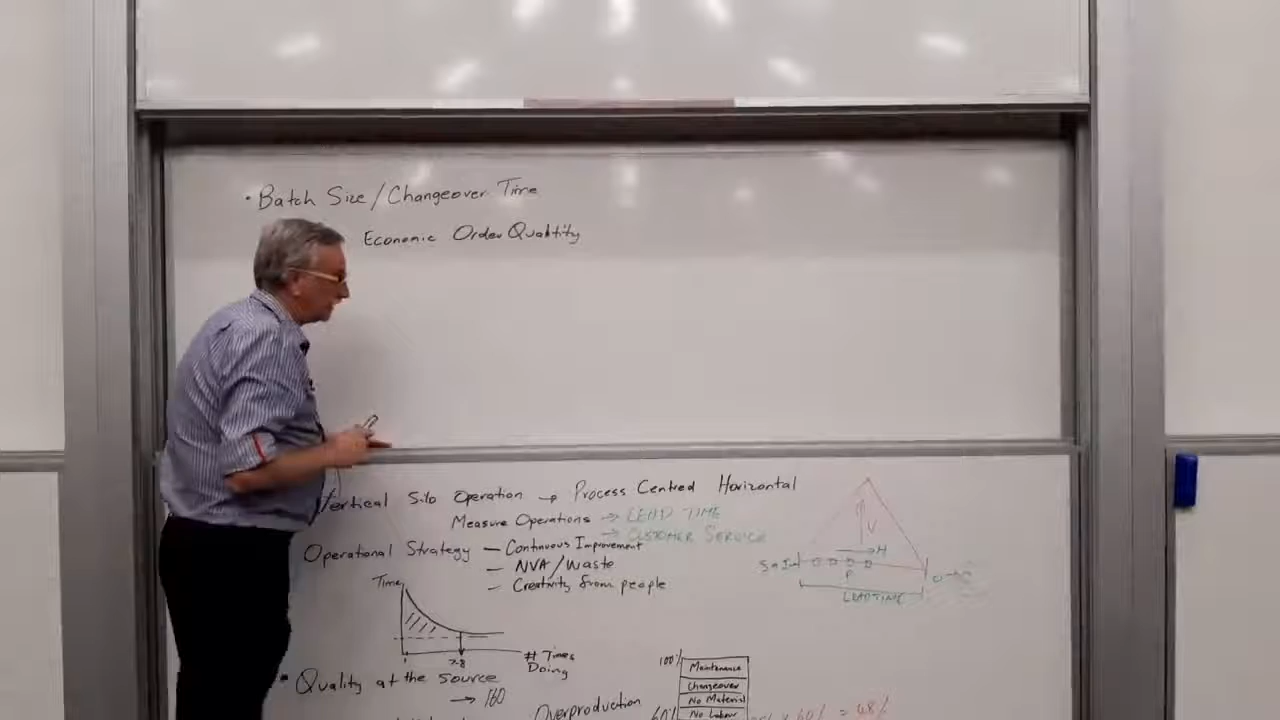 • Batch Size / Changeover Time
Economic Order Quantity
Vertical Silo Operation → Process Centred Horizontal
Measure Operations → LEAD TIME
→ CUSTOMER SERVICE
Operational Strategy — Continuous Improvement
— NVA / Waste
— Creativity from people
V
H
S → I
P
O → C
LEADTIME
Time
1
7-8
# Times
Doing
• Quality at the source
→ 160
Overproduction
100%
Maintenance
Changeover
No Material
No Labour
60%
x 60% = 48%